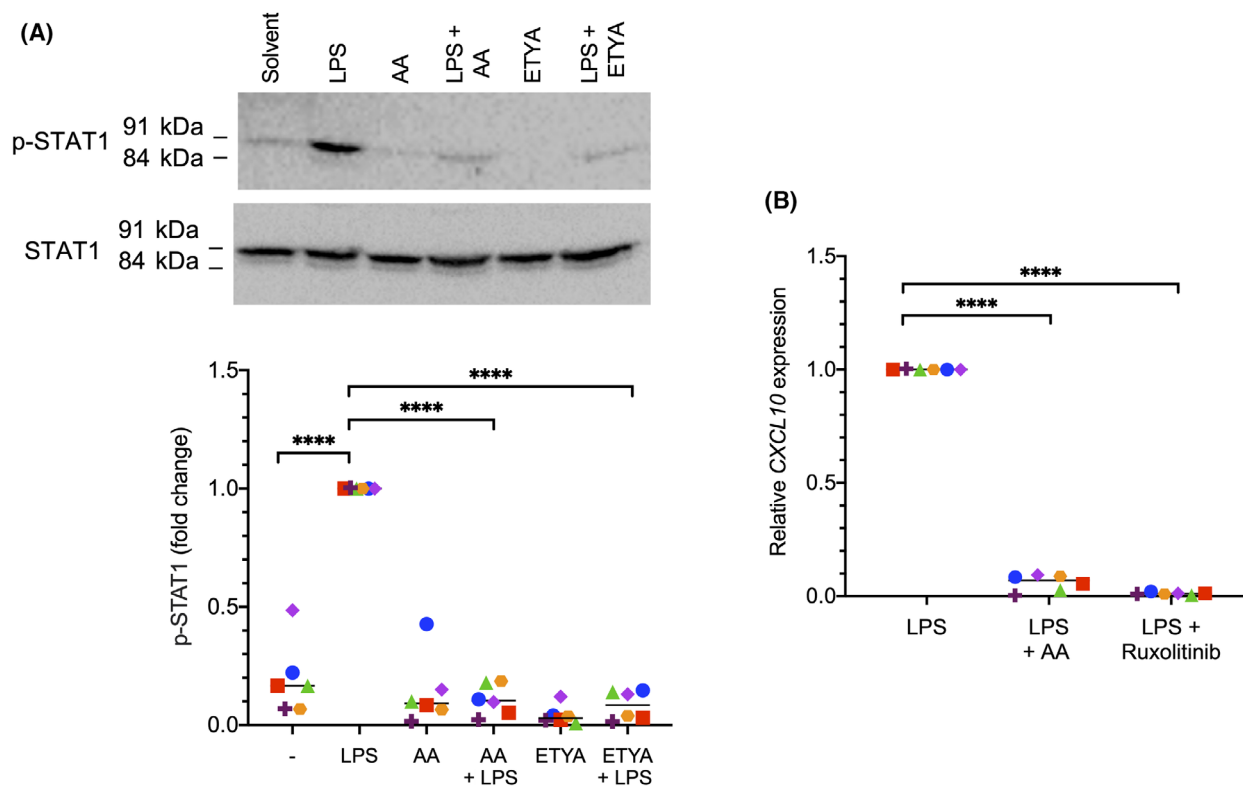 (A)
Solvent
LPS
AA
LPS +
AA
ETYA
LPS +
ETYA
p-STAT1
91 kDa
84 kDa
STAT1
91 kDa
84 kDa
p-STAT1 (fold change)
1.5
1.0
0.5
0.0
****
****
****
-
LPS
AA
AA
+ LPS
ETYA
ETYA
+ LPS
(B)
Relative CXCL10 expression
1.5
1.0
0.5
0.0
****
****
LPS
LPS
+ AA
LPS +
Ruxolitinib